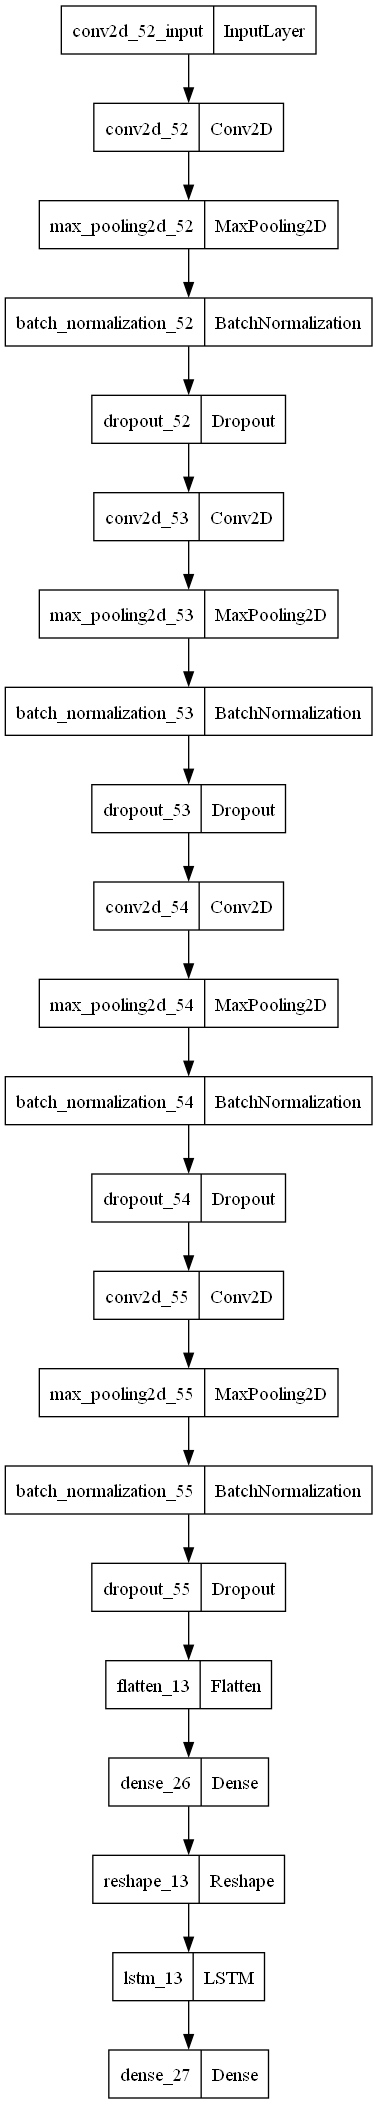 conv2d_52_input InputLayer
conv2d_52 Conv2D
max_pooling2d_52 MaxPooling2D
batch_normalization_52 BatchNormalization
dropout_52 Dropout
conv2d_53 Conv2D
max_pooling2d_53 MaxPooling2D
batch_normalization_53 BatchNormalization
dropout_53 Dropout
conv2d_54 Conv2D
max_pooling2d_54 MaxPooling2D
batch_normalization_54 BatchNormalization
dropout_54 Dropout
conv2d_55 Conv2D
max_pooling2d_55 MaxPooling2D
batch_normalization_55 BatchNormalization
dropout_55 Dropout
flatten_13 Flatten
dense_26 Dense
reshape_13 Reshape
lstm_13 LSTM
dense_27 Dense